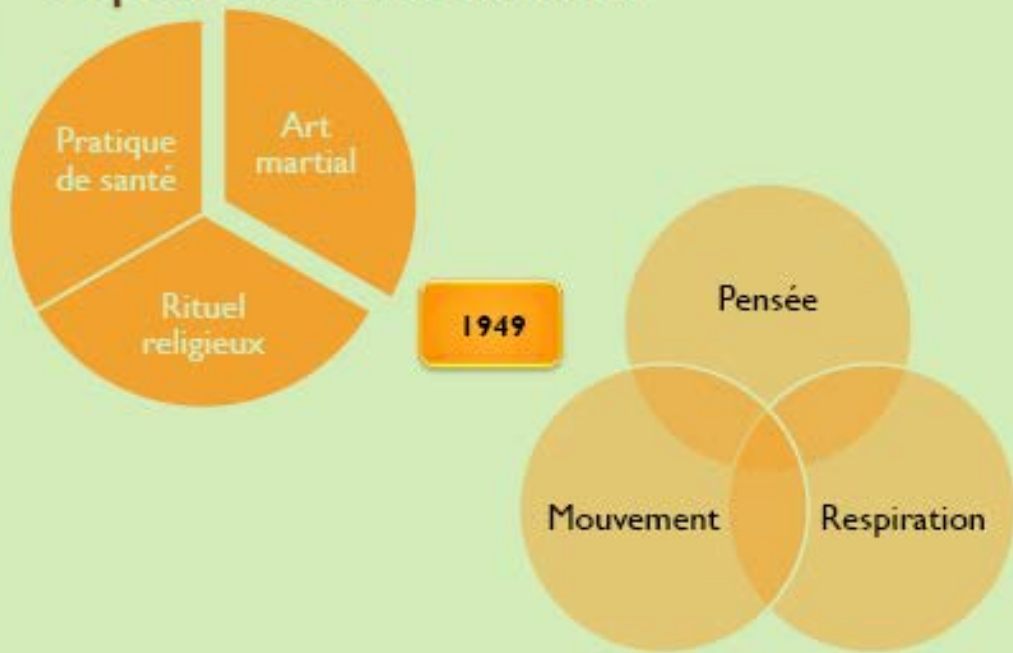 Pratique
de santé
Art
martial
Rituel
religieux
1949
Pensée
Mouvement
Respiration